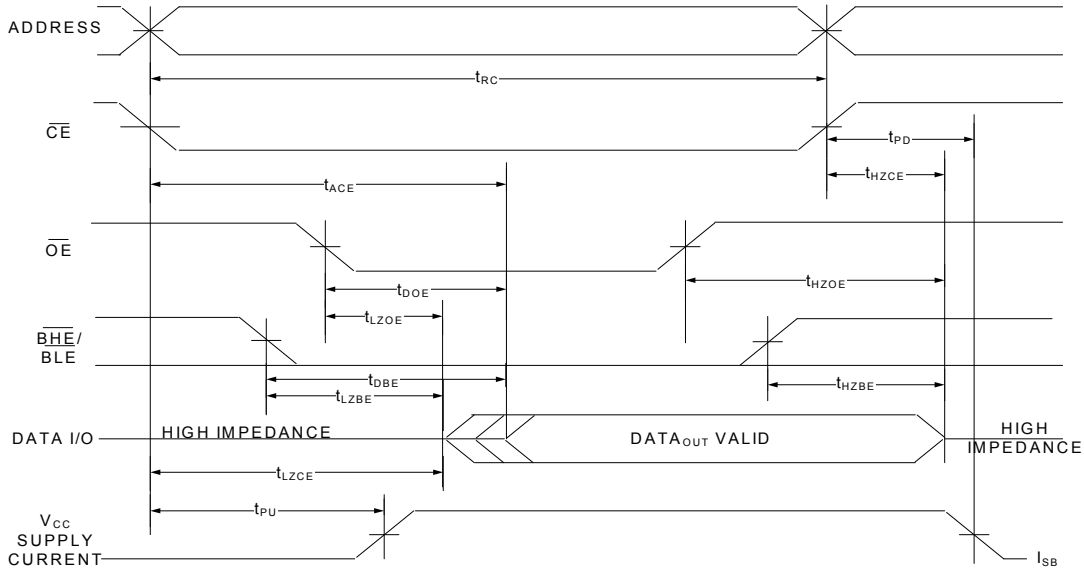 ADDRESS
tRC
CE
tPD
tHZCE
tACE
OE
tHZOE
tDOE
tLZOE
BHE/
BLE
tDBE
tHZBE
tLZBE
DATA I/O
HIGH IMPEDANCE
DATAOUT VALID
HIGH
IMPEDANCE
tLZCE
tPU
VCC
SUPPLY
CURRENT
ISB